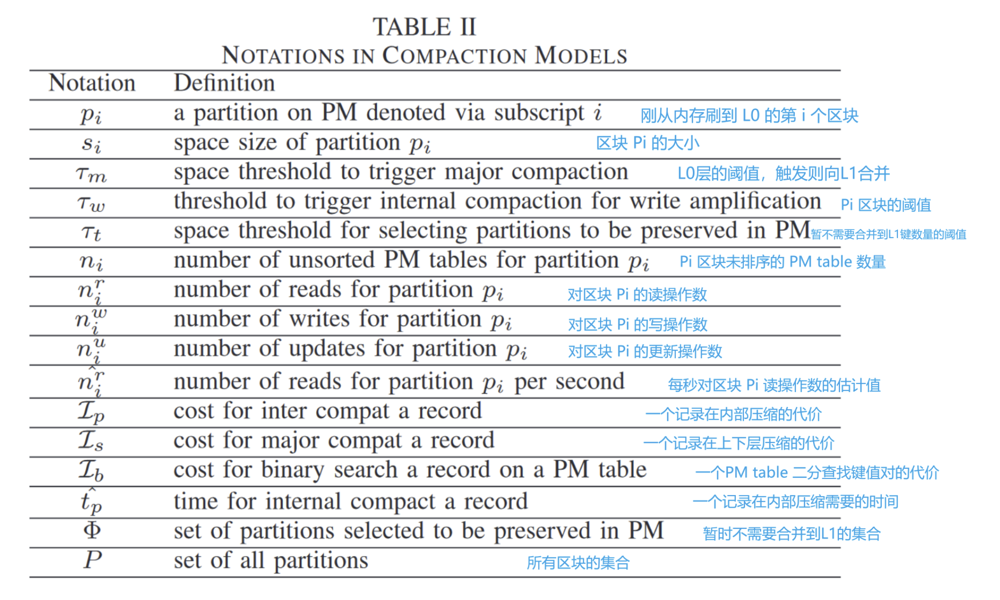 TABLE II
NOTATIONS IN COMPACTION MODELS
Notation Definition
p_i a partition on PM denoted via subscript i 刚从内存刷到 L0 的第 i 个区块
s_i space size of partition p_i 区块 Pi 的大小
τ_m space threshold to trigger major compaction L0层的阈值，触发则向L1合并
τ_w threshold to trigger internal compaction for write amplification Pi 区块的阈值
τ_t space threshold for selecting partitions to be preserved in PM 暂不需要合并到L1键数量的阈值
n_i number of unsorted PM tables for partition p_i Pi 区块未排序的 PM table 数量
n_i^r number of reads for partition p_i 对区块 Pi 的读操作数
n_i^w number of writes for partition p_i 对区块 Pi 的写操作数
n_i^u number of updates for partition p_i 对区块 Pi 的更新操作数
\hat{n_i^r} number of reads for partition p_i per second 每秒对区块 Pi 读操作数的估计值
I_p cost for inter compat a record 一个记录在内部压缩的代价
I_s cost for major compat a record 一个记录在上下层压缩的代价
I_b cost for binary search a record on a PM table 一个PM table 二分查找键值对的代价
\hat{t_p} time for internal compact a record 一个记录在内部压缩需要的时间
Φ set of partitions selected to be preserved in PM 暂时不需要合并到L1的集合
P set of all partitions 所有区块的集合